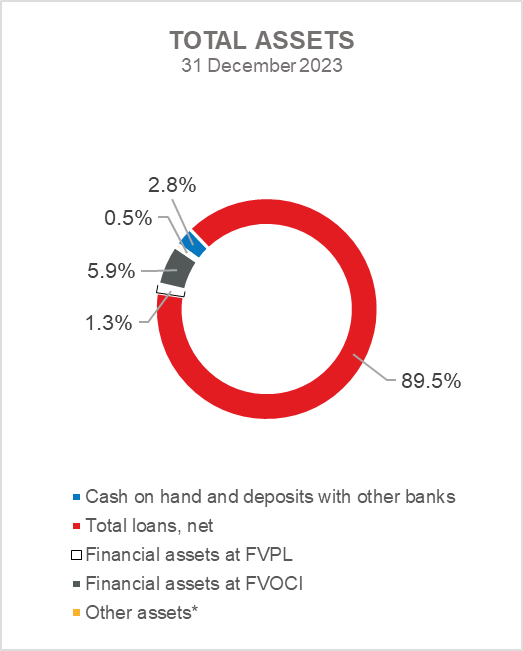 TOTAL ASSETS
31 December 2023
2.8%
0.5%
5.9%
1.3%
89.5%
Cash on hand and deposits with other banks
Total loans, net
Financial assets at FVPL
Financial assets at FVOCI
Other assets*